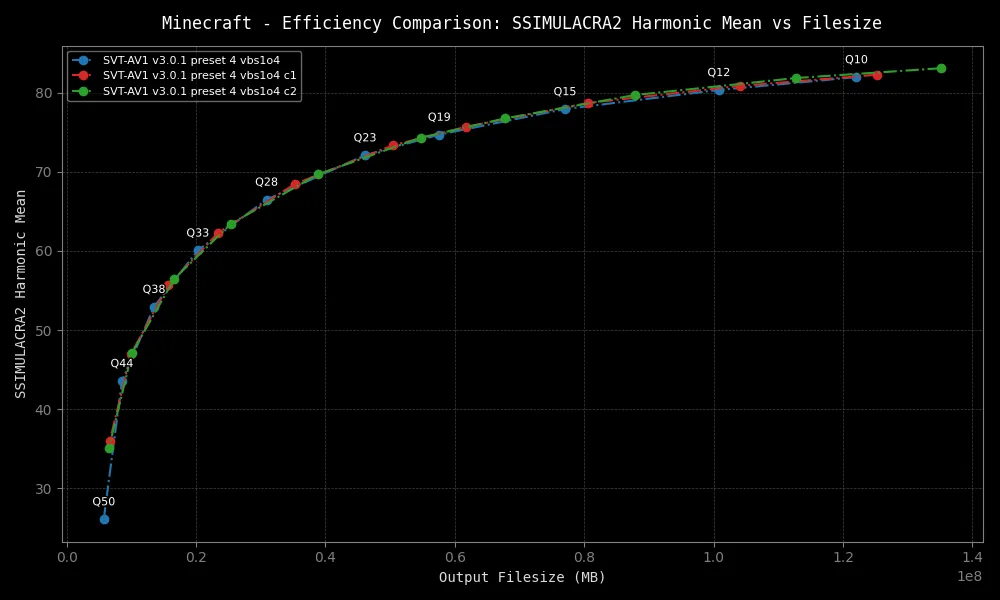 Minecraft - Efficiency Comparison: SSIMULACRA2 Harmonic Mean vs Filesize
SVT-AV1 v3.0.1 preset 4 vbs1o4
SVT-AV1 v3.0.1 preset 4 vbs1o4 c1
SVT-AV1 v3.0.1 preset 4 vbs1o4 c2
Q10
Q12
Q15
Q19
Q23
Q28
Q33
Q38
Q44
Q50
80
70
60
50
40
30
SSIMULACRA2 Harmonic Mean
0.0 0.2 0.4 0.6 0.8 1.0 1.2 1.4
1e8
Output Filesize (MB)